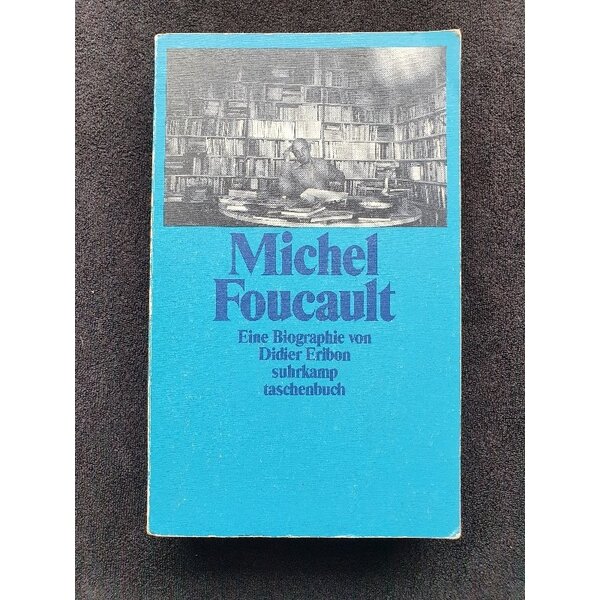 Michel
Foucault
Eine Biographie von
Didier Eribon
suhrkamp
taschenbuch